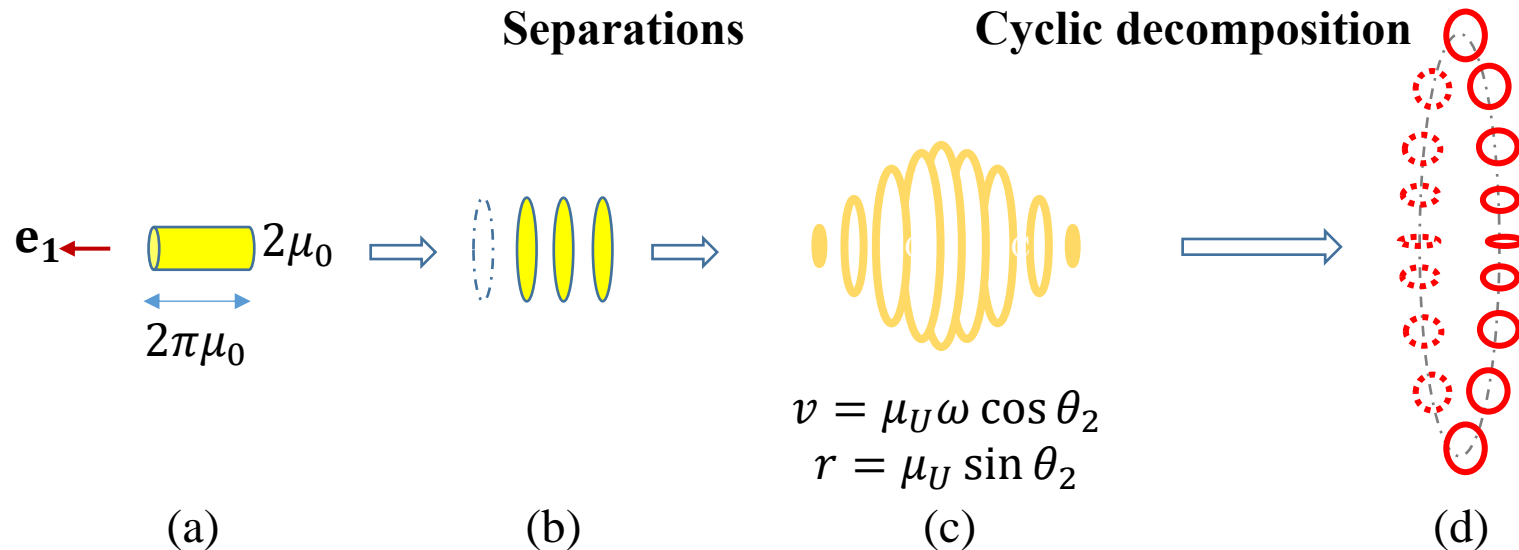 Separations
Cyclic decomposition
e₁
2μ₀
2πμ₀
v = μ_U ω cos θ₂
r = μ_U sin θ₂
(a)
(b)
(c)
(d)